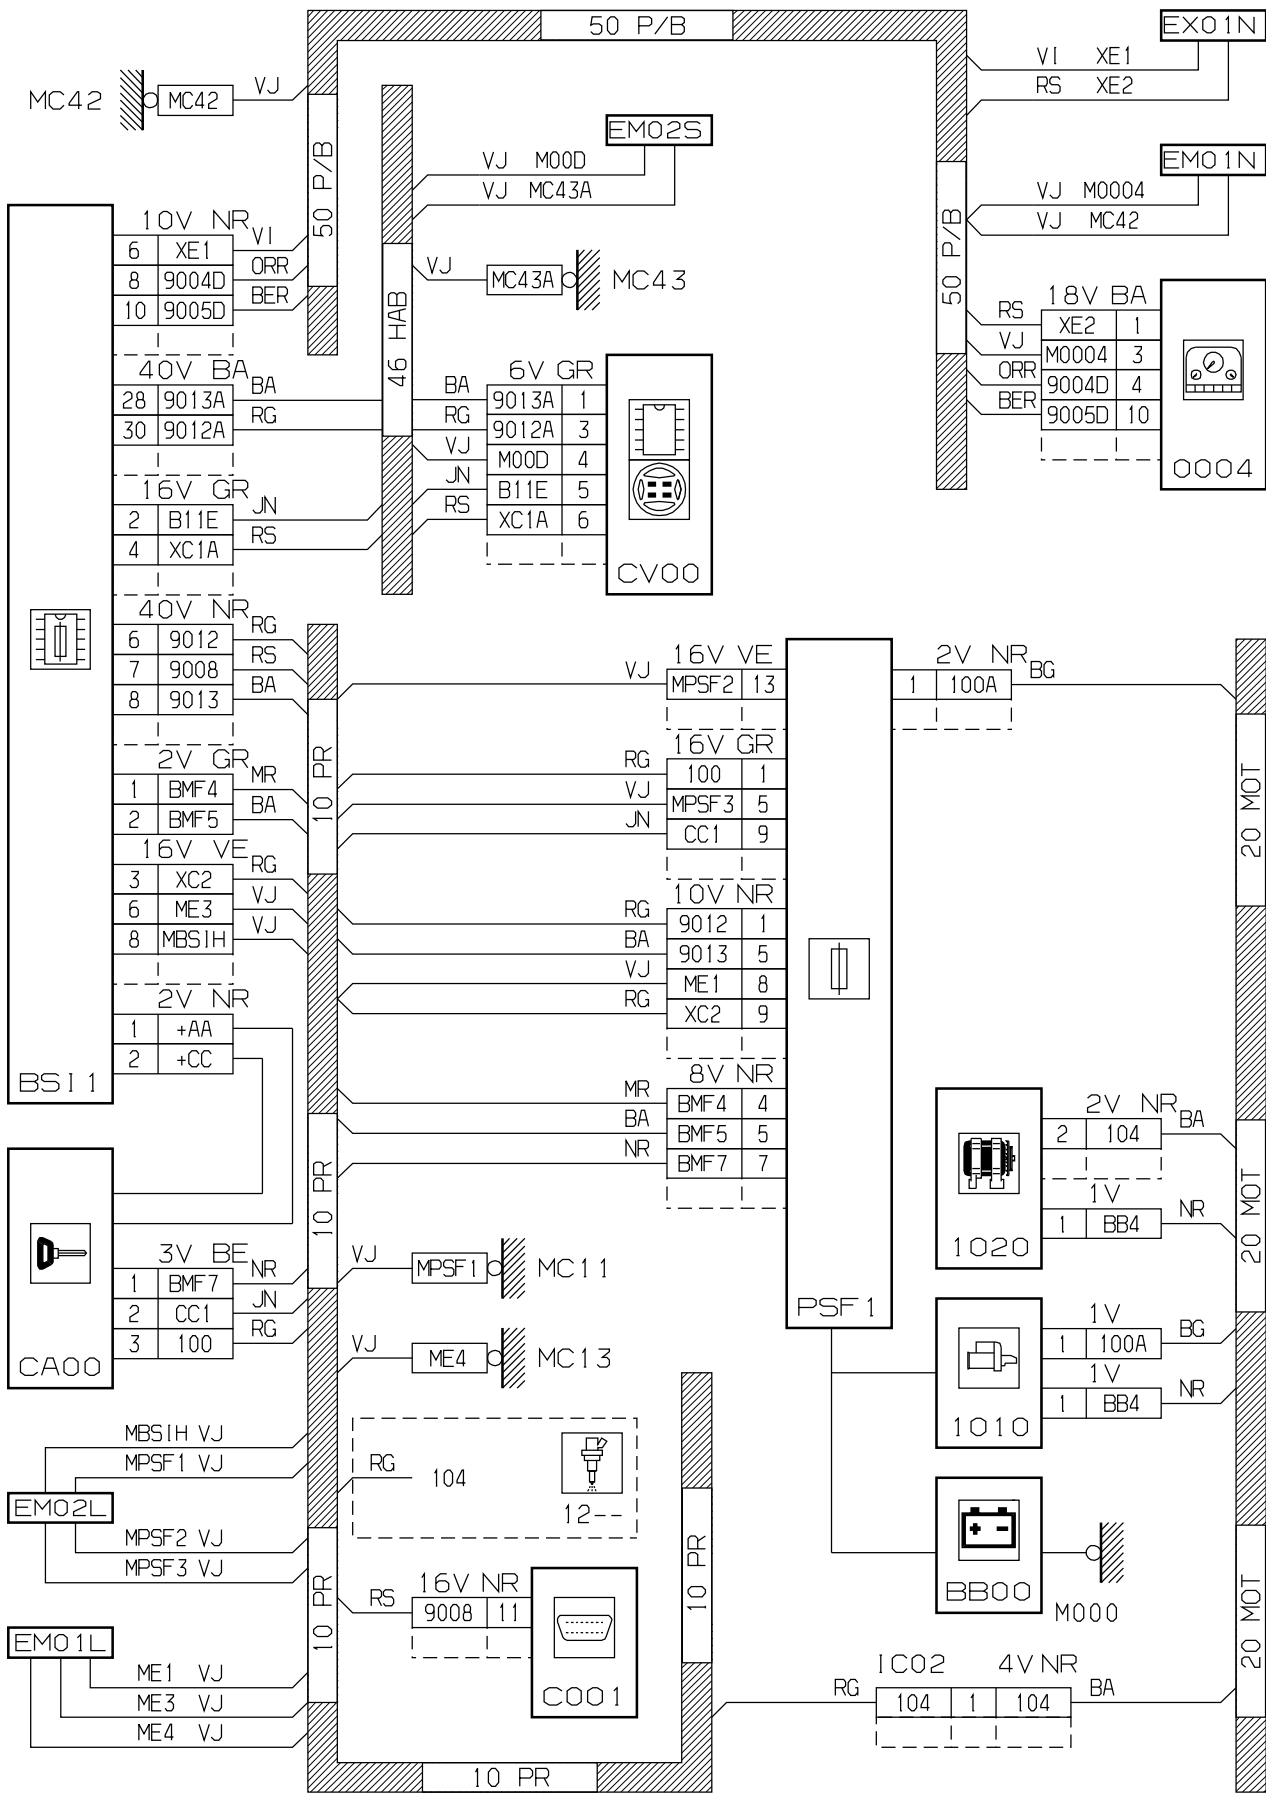 50 P/B
EX01N
VI XE1
RS XE2
MC42 MC42 VJ
EM02S
VJ M00D
VJ MC43A
50 P/B
EM01N
VJ M0004
VJ MC42
50 P/B
10V NR
6 XE1 VI
8 9004D ORR
10 9005D BER
VJ MC43A MC43
46 HAB
18V BA
RS XE2 1
VJ M0004 3
ORR 9004D 4
BER 9005D 10
0004
40V BA
28 9013A BA
30 9012A RG
6V GR
BA 9013A 1
RG 9012A 3
VJ M00D 4
JN B11E 5
RS XC1A 6
CV00
16V GR
2 B11E JN
4 XC1A RS
40V NR
6 9012 RG
7 9008 RS
8 9013 BA
2V GR
1 BMF4 MR
2 BMF5 BA
16V VE
3 XC2 RG
6 ME3 VJ
8 MBSIH VJ
2V NR
1 +AA
2 +CC
BSI1
10 PR
16V VE
VJ MPSF2 13
16V GR
RG 100 1
VJ MPSF3 5
JN CC1 9
10V NR
RG 9012 1
BA 9013 5
VJ ME1 8
RG XC2 9
8V NR
MR BMF4 4
BA BMF5 5
NR BMF7 7
PSF1
2V NR
1 100A BG
20 MOT
2V NR
2 104 BA
1V
1 BB4 NR
1020
20 MOT
1V
1 100A BG
1V
1 BB4 NR
1010
BB00
M000
20 MOT
10 PR
3V BE
1 BMF7 NR
2 CC1 JN
3 100 RG
CA00
VJ MPSF1 MC11
VJ ME4 MC13
MBSIH VJ
MPSF1 VJ
EM02L
MPSF2 VJ
MPSF3 VJ
RG 104
12--
10 PR
16V NR
RS 9008 11
C001
10 PR
EM01L
ME1 VJ
ME3 VJ
ME4 VJ
IC02 4V NR
RG 104 1 104 BA
10 PR